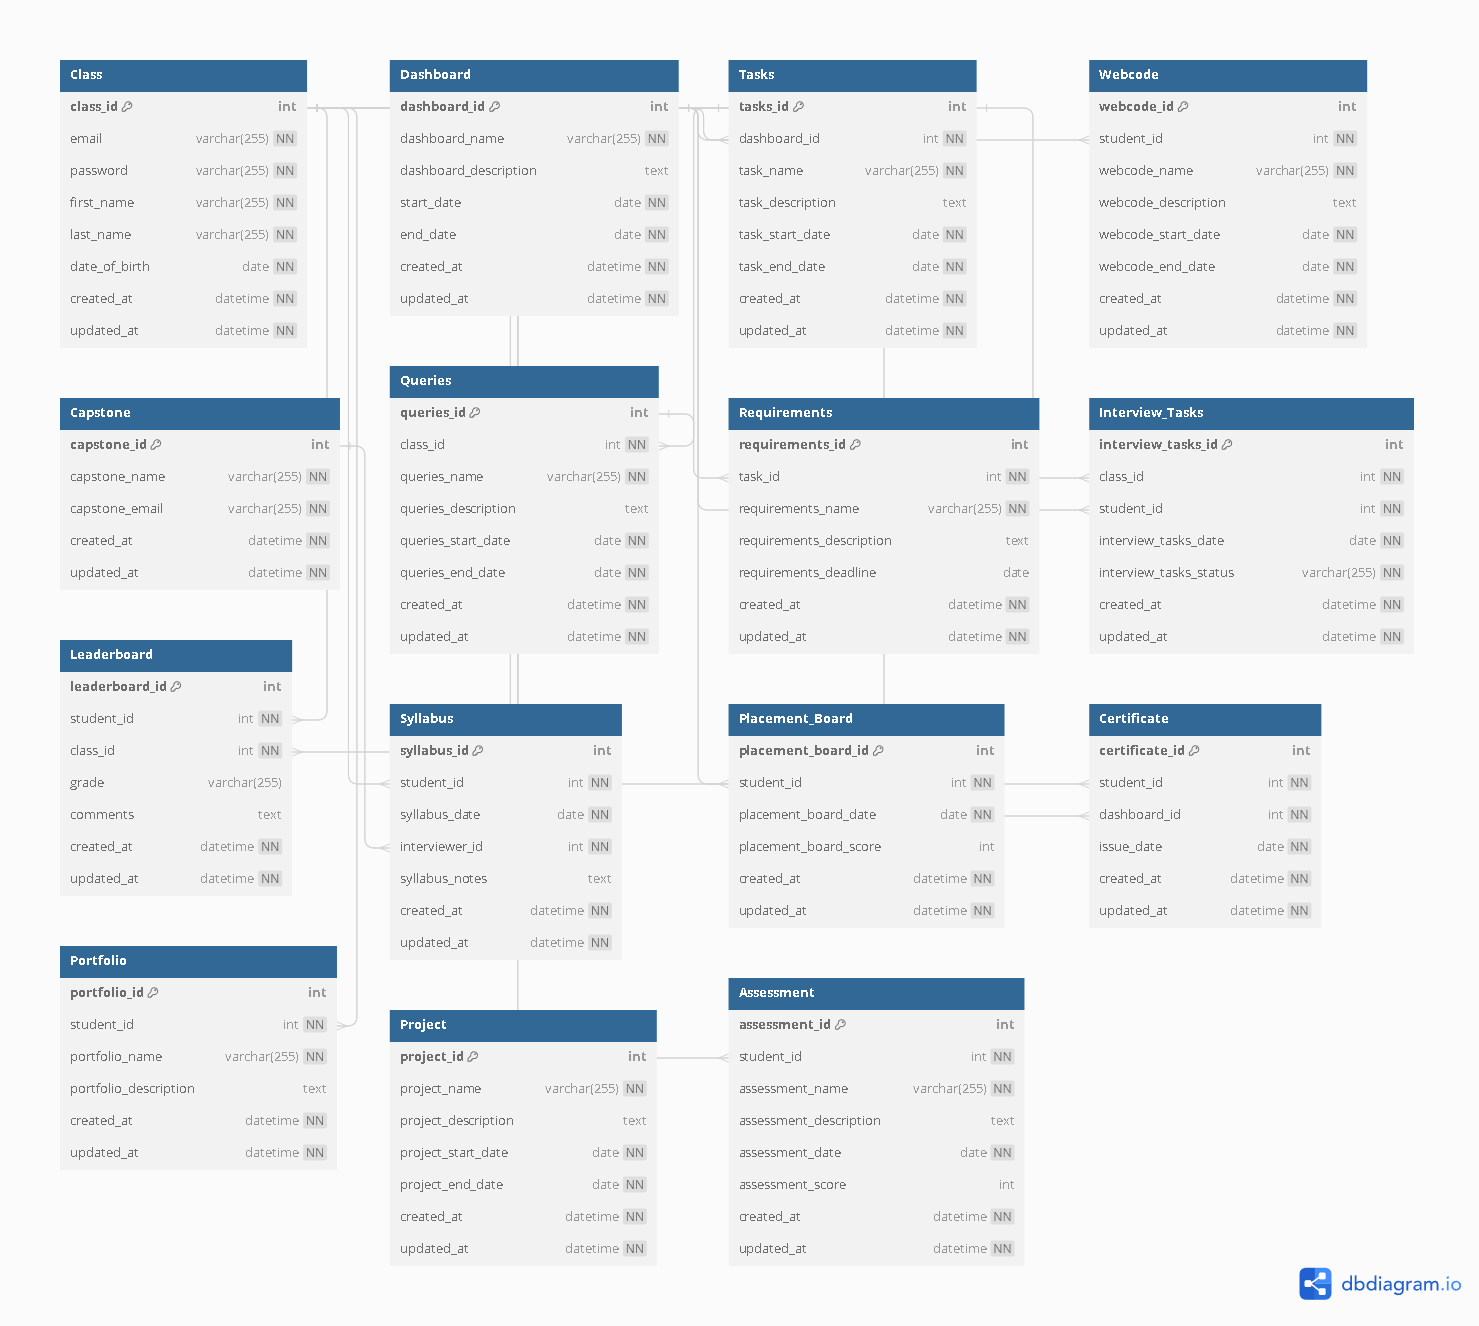 Class
class_id int
email varchar(255) NN
password varchar(255) NN
first_name varchar(255) NN
last_name varchar(255) NN
date_of_birth date NN
created_at datetime NN
updated_at datetime NN
Dashboard
dashboard_id int
dashboard_name varchar(255) NN
dashboard_description text
start_date date NN
end_date date NN
created_at datetime NN
updated_at datetime NN
Tasks
tasks_id int
dashboard_id int NN
task_name varchar(255) NN
task_description text
task_start_date date NN
task_end_date date NN
created_at datetime NN
updated_at datetime NN
Webcode
webcode_id int
student_id int NN
webcode_name varchar(255) NN
webcode_description text
webcode_start_date date NN
webcode_end_date date NN
created_at datetime NN
updated_at datetime NN
Capstone
capstone_id int
capstone_name varchar(255) NN
capstone_email varchar(255) NN
created_at datetime NN
updated_at datetime NN
Queries
queries_id int
class_id int NN
queries_name varchar(255) NN
queries_description text
queries_start_date date NN
queries_end_date date NN
created_at datetime NN
updated_at datetime NN
Requirements
requirements_id int
task_id int NN
requirements_name varchar(255) NN
requirements_description text
requirements_deadline date
created_at datetime NN
updated_at datetime NN
Interview_Tasks
interview_tasks_id int
class_id int NN
student_id int NN
interview_tasks_date date NN
interview_tasks_status varchar(255) NN
created_at datetime NN
updated_at datetime NN
Leaderboard
leaderboard_id int
student_id int NN
class_id int NN
grade varchar(255)
comments text
created_at datetime NN
updated_at datetime NN
Syllabus
syllabus_id int
student_id int NN
syllabus_date date NN
interviewer_id int NN
syllabus_notes text
created_at datetime NN
updated_at datetime NN
Placement_Board
placement_board_id int
student_id int NN
placement_board_date date NN
placement_board_score int
created_at datetime NN
updated_at datetime NN
Certificate
certificate_id int
student_id int NN
dashboard_id int NN
issue_date date NN
created_at datetime NN
updated_at datetime NN
Portfolio
portfolio_id int
student_id int NN
portfolio_name varchar(255) NN
portfolio_description text
created_at datetime NN
updated_at datetime NN
Project
project_id int
project_name varchar(255) NN
project_description text
project_start_date date NN
project_end_date date NN
created_at datetime NN
updated_at datetime NN
Assessment
assessment_id int
student_id int NN
assessment_name varchar(255) NN
assessment_description text
assessment_date date NN
assessment_score int
created_at datetime NN
updated_at datetime NN
dbdiagram.io